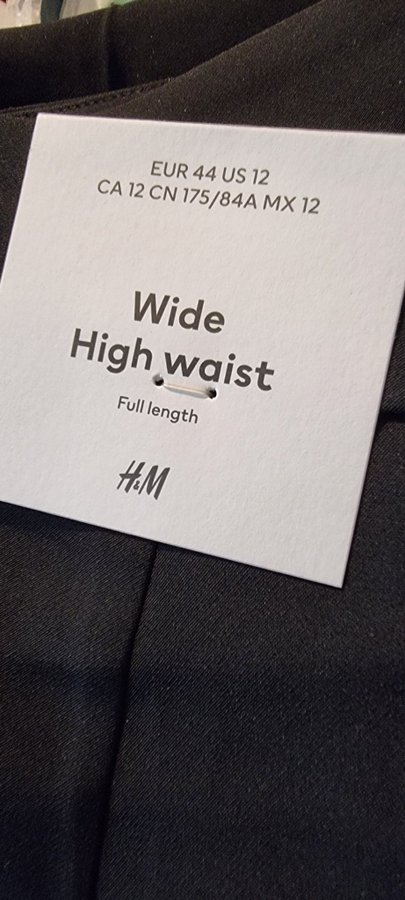 EUR 44 US 12
CA 12 CN 175/84A MX 12
Wide
High waist
Full length
H&M